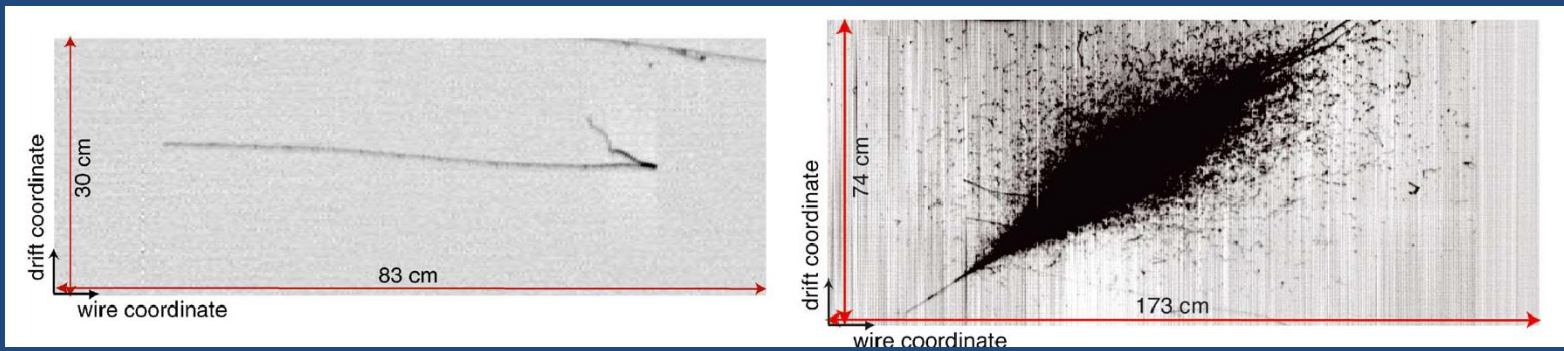 drift coordinate
30 cm
83 cm
wire coordinate
drift coordinate
74 cm
173 cm
wire coordinate